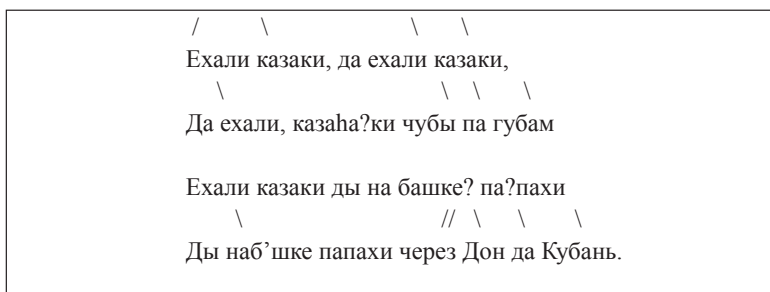 / \ \ \
Ехали казаки, да ехали казаки,
\ \ \ \
Да ехали, казаha?ки чубы па губам
Ехали казаки ды на башке? па?пахи
\ // \ \ \
Ды наб’шке папахи через Дон да Кубань.